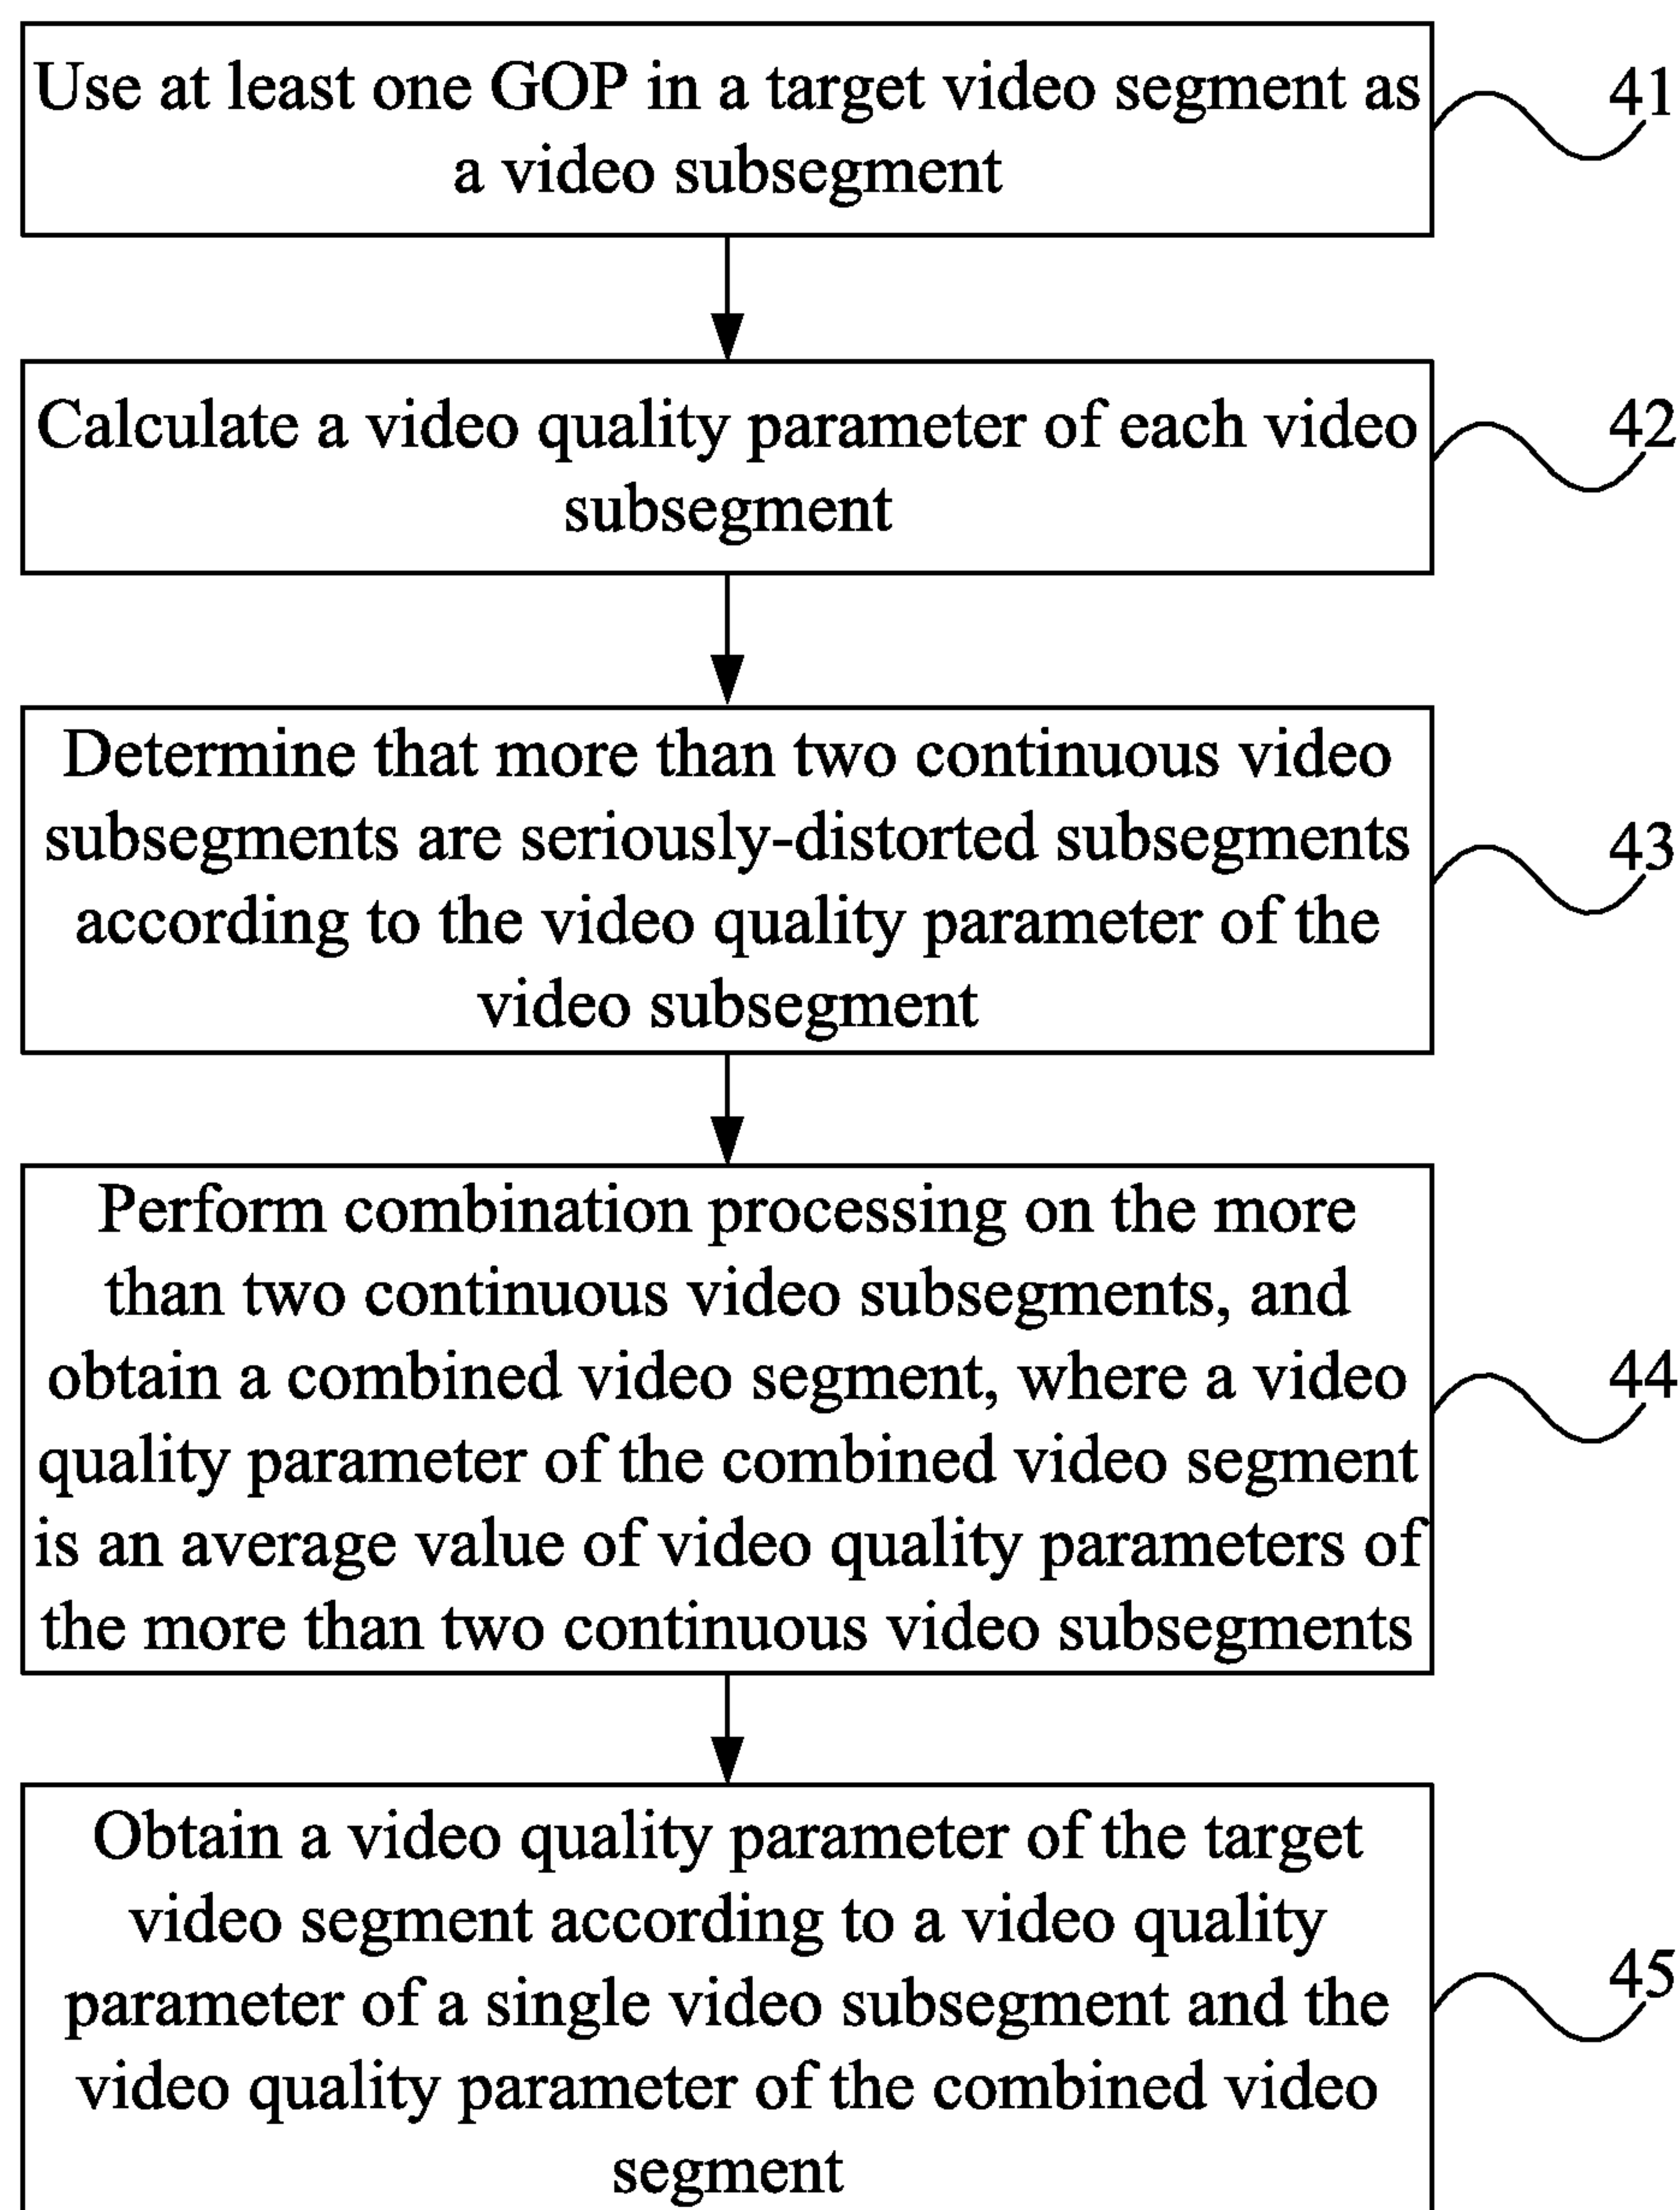 Use at least one GOP in a target video segment as
a video subsegment
41
Calculate a video quality parameter of each video
subsegment
42
Determine that more than two continuous video
subsegments are seriously-distorted subsegments
according to the video quality parameter of the
video subsegment
43
Perform combination processing on the more
than two continuous video subsegments, and
obtain a combined video segment, where a video
quality parameter of the combined video segment
is an average value of video quality parameters of
the more than two continuous video subsegments
44
Obtain a video quality parameter of the target
video segment according to a video quality
parameter of a single video subsegment and the
video quality parameter of the combined video
segment
45